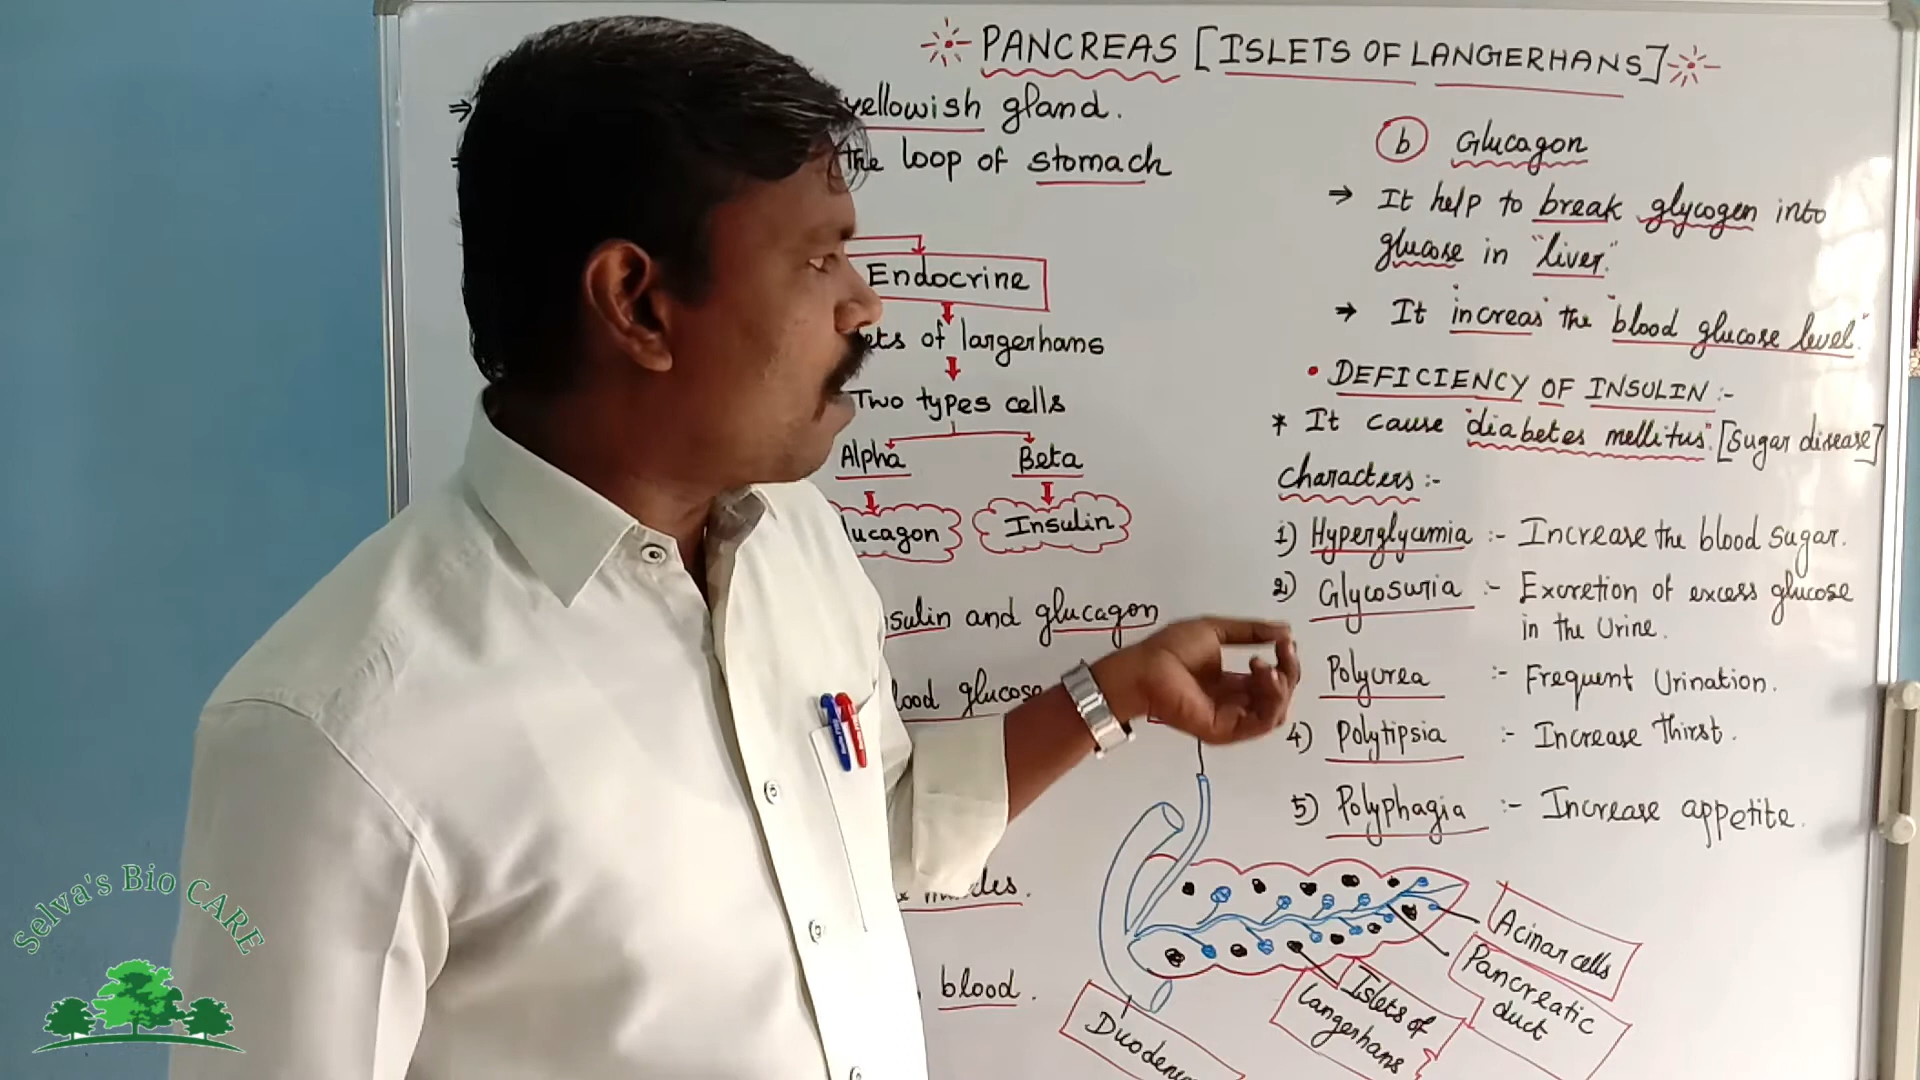 PANCREAS [ISLETS OF LANGERHANS]
⇒ yellowish gland.
the loop of stomach
Endocrine
ets of largerhans
Two types cells
Alpha Beta
lucagon Insulin
sulin and glucagon
lood glucose
les.
blood.
b Glucagon
→ It help to break glycogen into
glucose in "liver".
→ It "increas" the "blood glucose level".
• DEFICIENCY OF INSULIN :-
* It cause "diabetes mellitus". [Sugar disease]
Characters :-
1) Hyperglycemia :- Increase the blood sugar.
2) Glycosuria :- Excretion of excess glucose
in the Urine.
Polyurea :- Frequent Urination.
4) Polytipsia :- Increase Thirst.
5) Polyphagia :- Increase appetite.
Acinar cells
Pancreatic
duct
Islets of
langerhans
Duodenu
Selva's Bio CARE